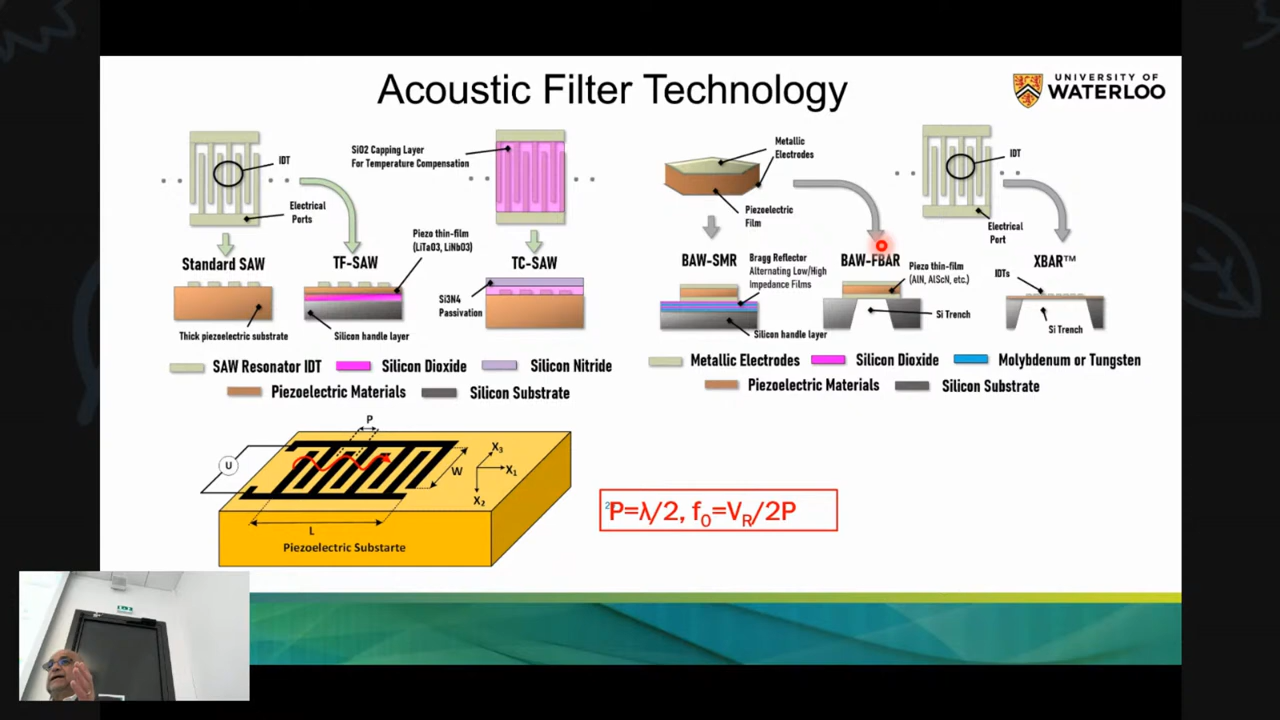 Acoustic Filter Technology
UNIVERSITY OF
WATERLOO
IDT
Electrical
Ports
SiO2 Capping Layer
For Temperature Compensation
Metallic
Electrodes
Piezoelectric
Film
IDT
Electrical
Port
Standard SAW
TF-SAW
Piezo thin-film
(LiTaO3, LiNbO3)
TC-SAW
BAW-SMR
Bragg Reflector
Alternating Low/High
Impedance Films
BAW-FBAR
Piezo thin-film
(AlN, AlScN, etc.)
IDTs
XBAR™
Thick piezoelectric substrate
Silicon handle layer
Si3N4
Passivation
Silicon handle layer
Si Trench
Si Trench
SAW Resonator IDT
Silicon Dioxide
Silicon Nitride
Piezoelectric Materials
Silicon Substrate
Metallic Electrodes
Silicon Dioxide
Molybdenum or Tungsten
Piezoelectric Materials
Silicon Substrate
P
U
W
X3
X1
X2
L
Piezoelectric Substarte
P=λ/2, f0=VR/2P